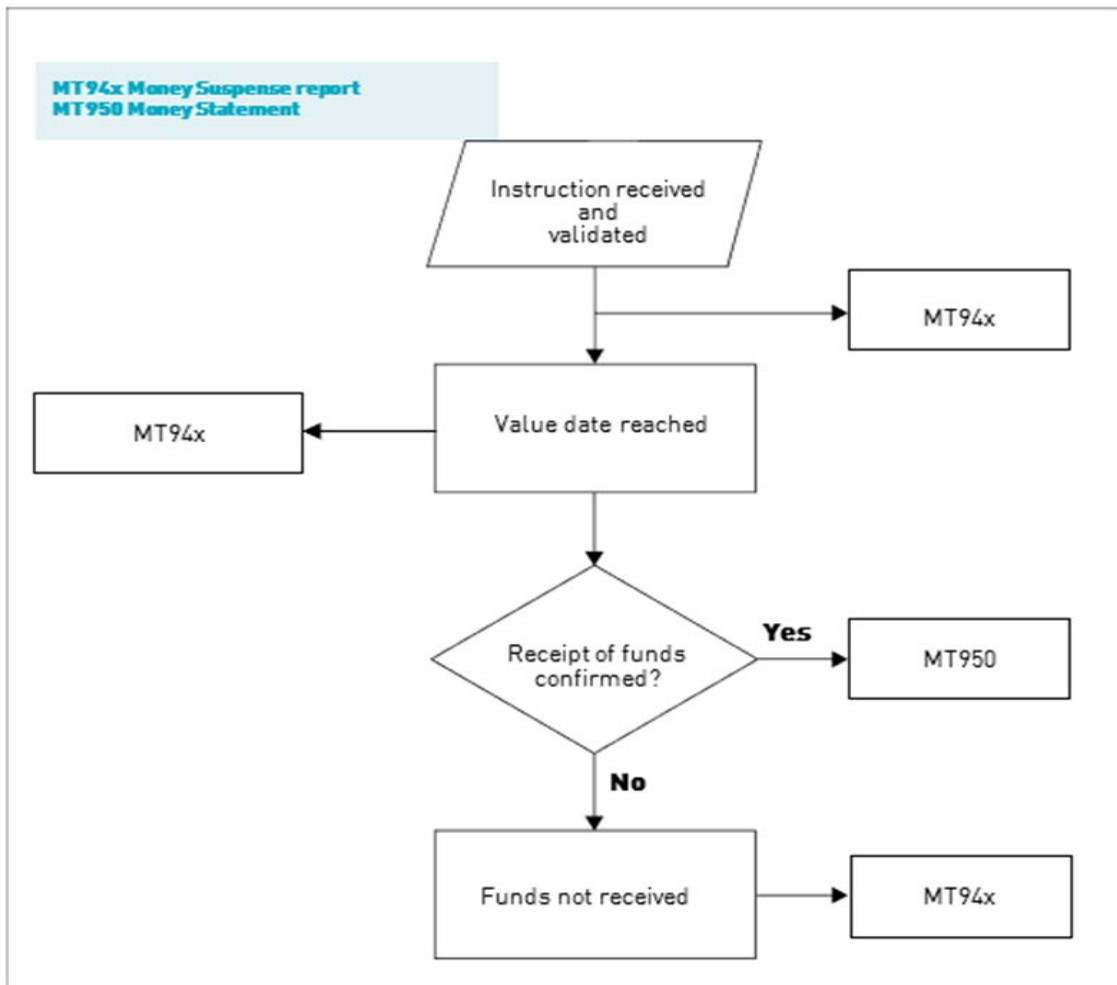 MT94x Money Suspense report
MT950 Money Statement
Instruction received
and
validated
MT94x
Value date reached
MT94x
Receipt of funds
confirmed?
Yes
MT950
No
Funds not received
MT94x